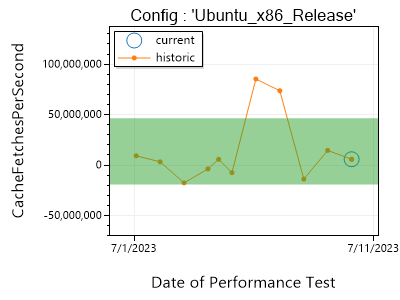 Config : 'Ubuntu_x86_Release'
current
historic
100,000,000
50,000,000
0
-50,000,000
CacheFetchesPerSecond
7/1/2023
7/11/2023
Date of Performance Test